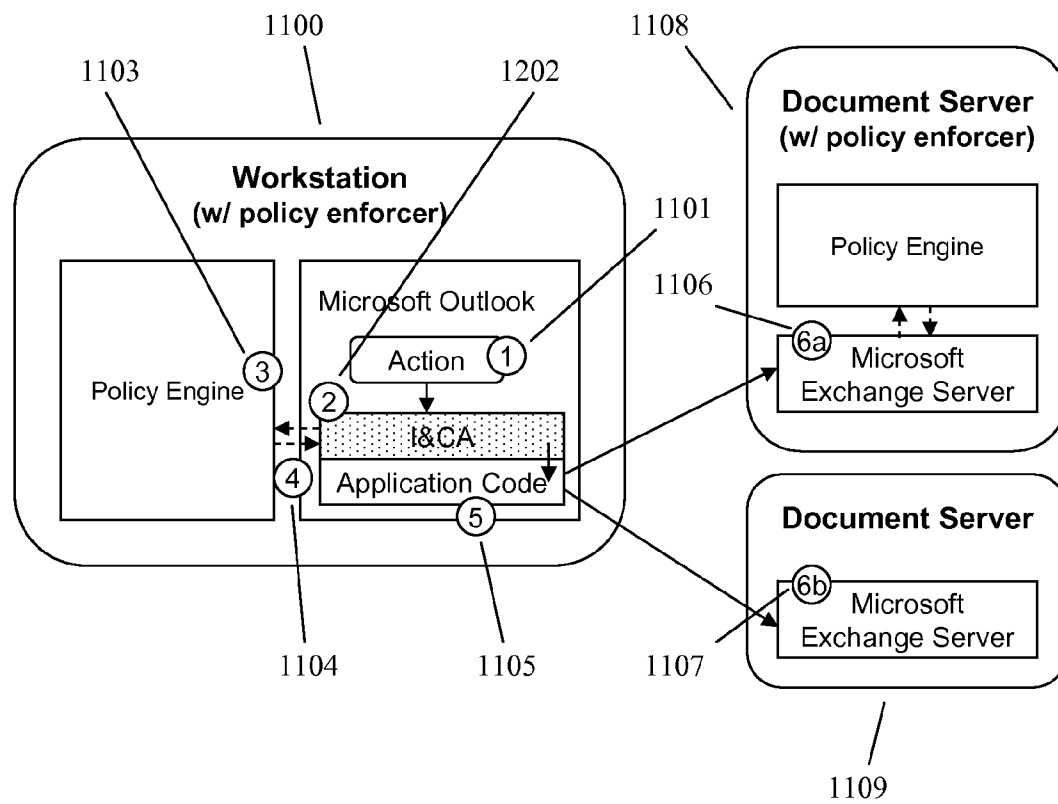 1100
1108
1103
1202
Document Server
(w/ policy enforcer)
Workstation
(w/ policy enforcer)
1101
Policy Engine
Microsoft Outlook
1106
Action
1
6a
Microsoft
Exchange Server
3
Policy Engine
2
I&CA
4
Application Code
5
Document Server
6b
Microsoft
Exchange Server
1104
1105
1107
1109